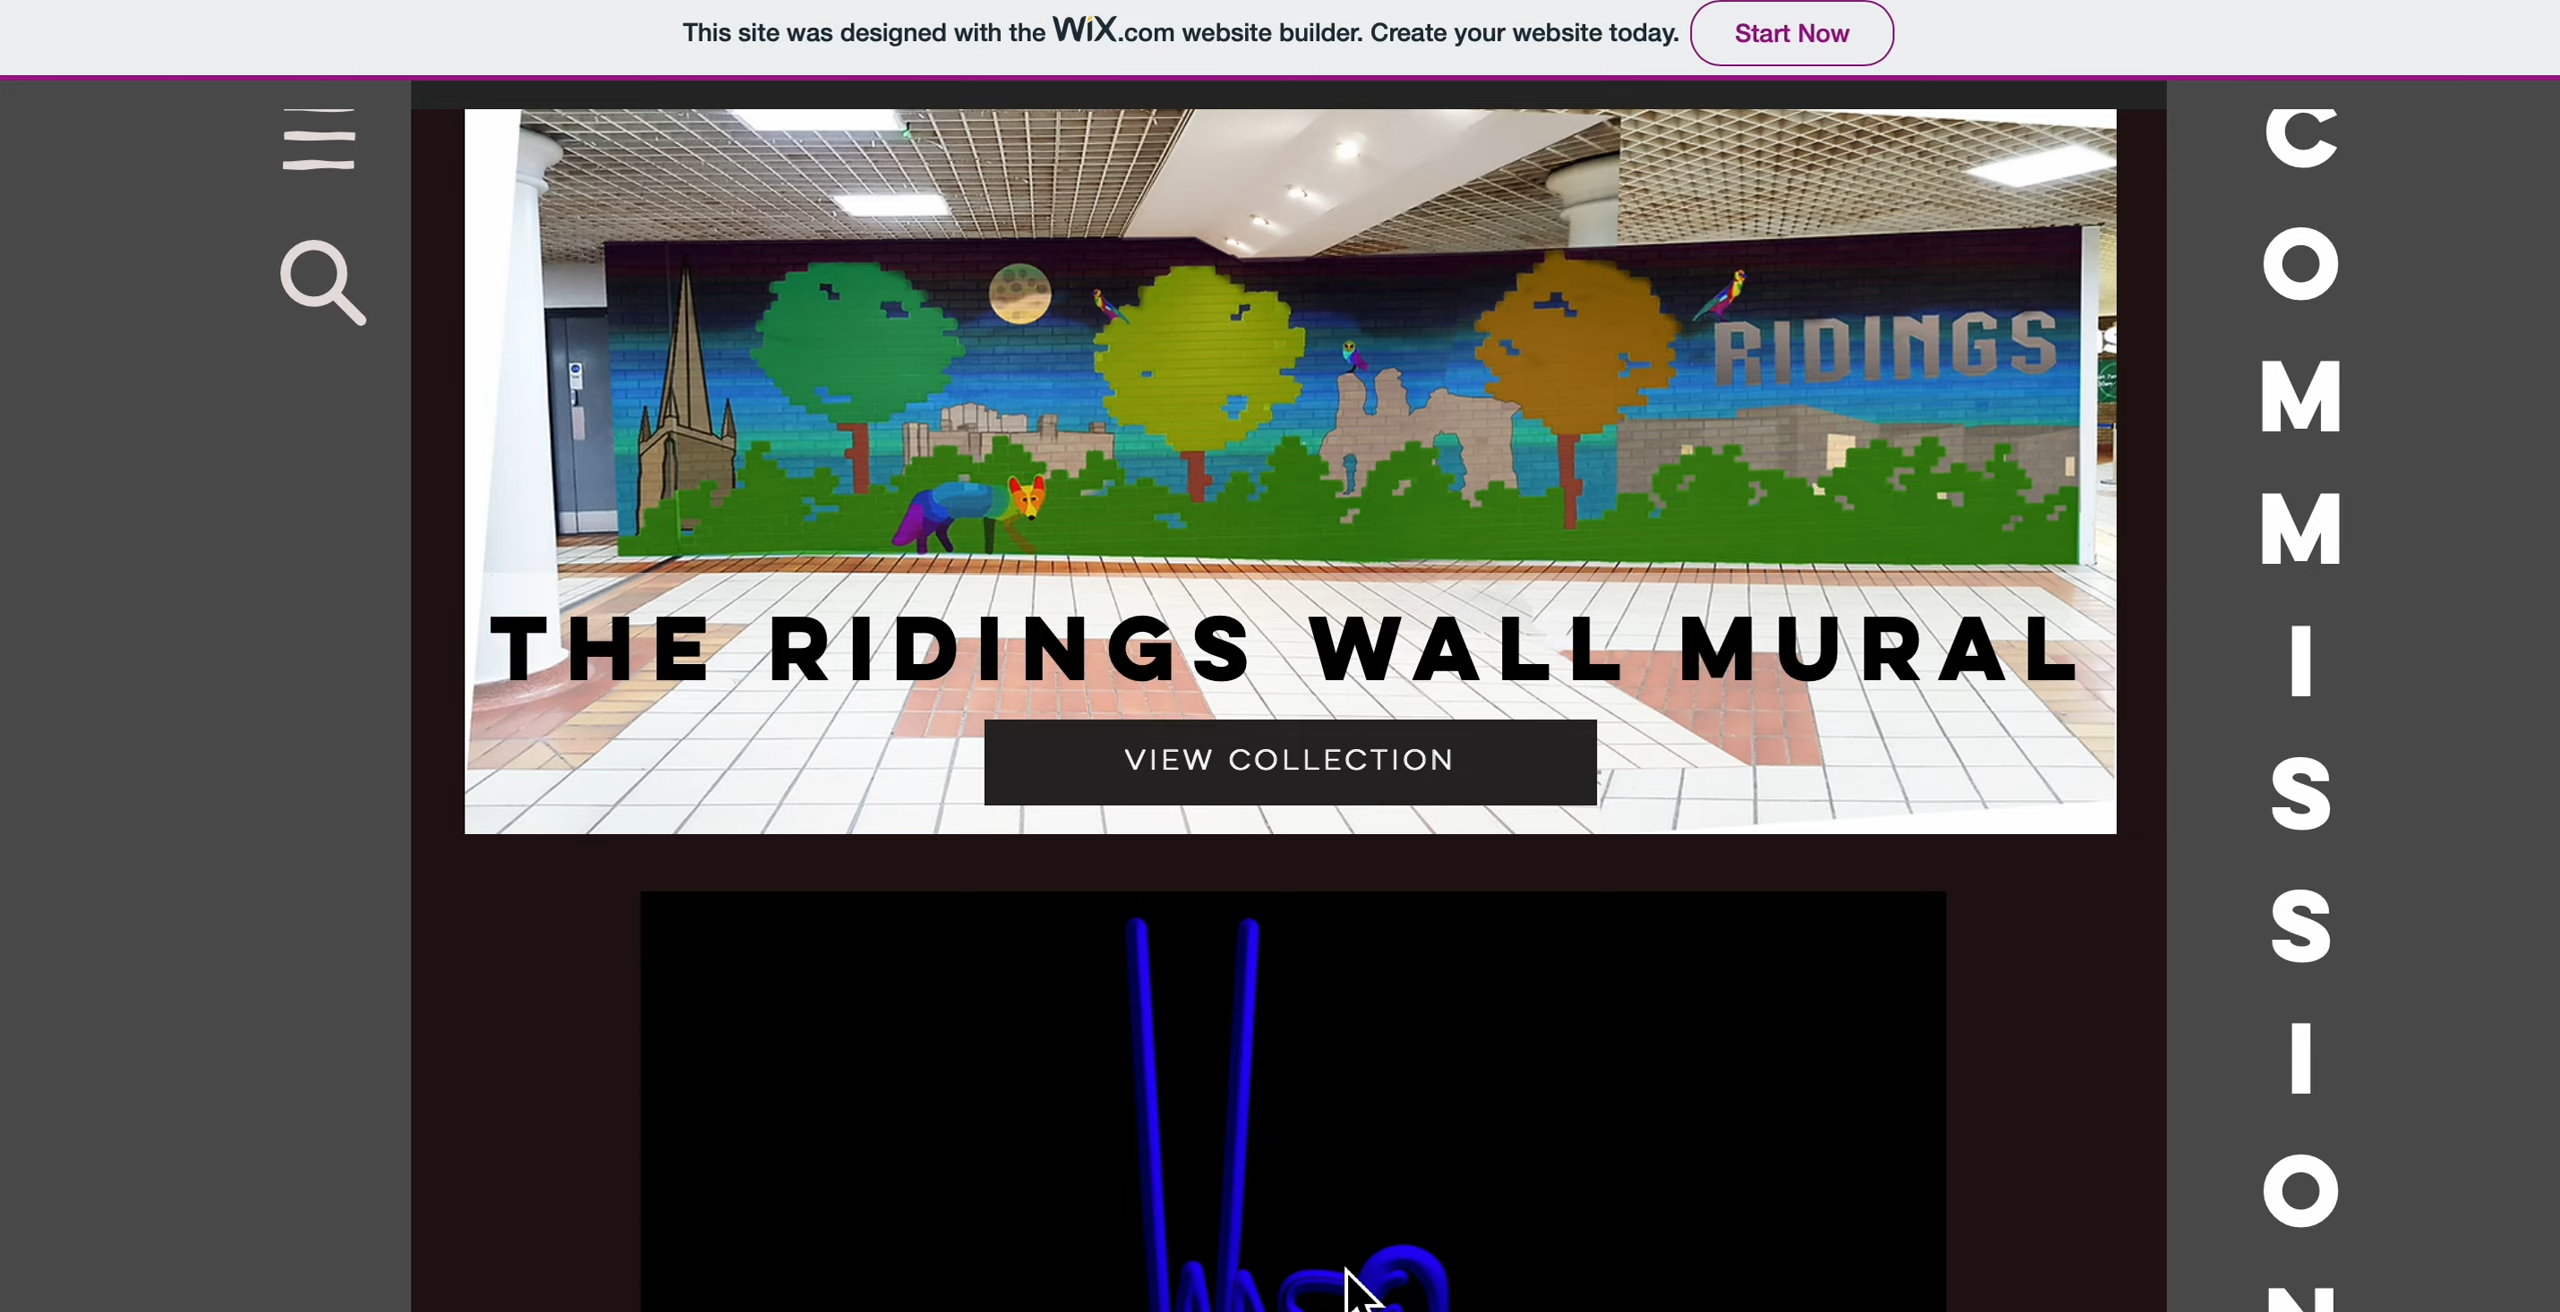 This site was designed with the WiX.com website builder. Create your website today. Start Now
RIDINGS
THE RIDINGS WALL MURAL
VIEW COLLECTION
C
O
M
M
I
S
S
I
O
N